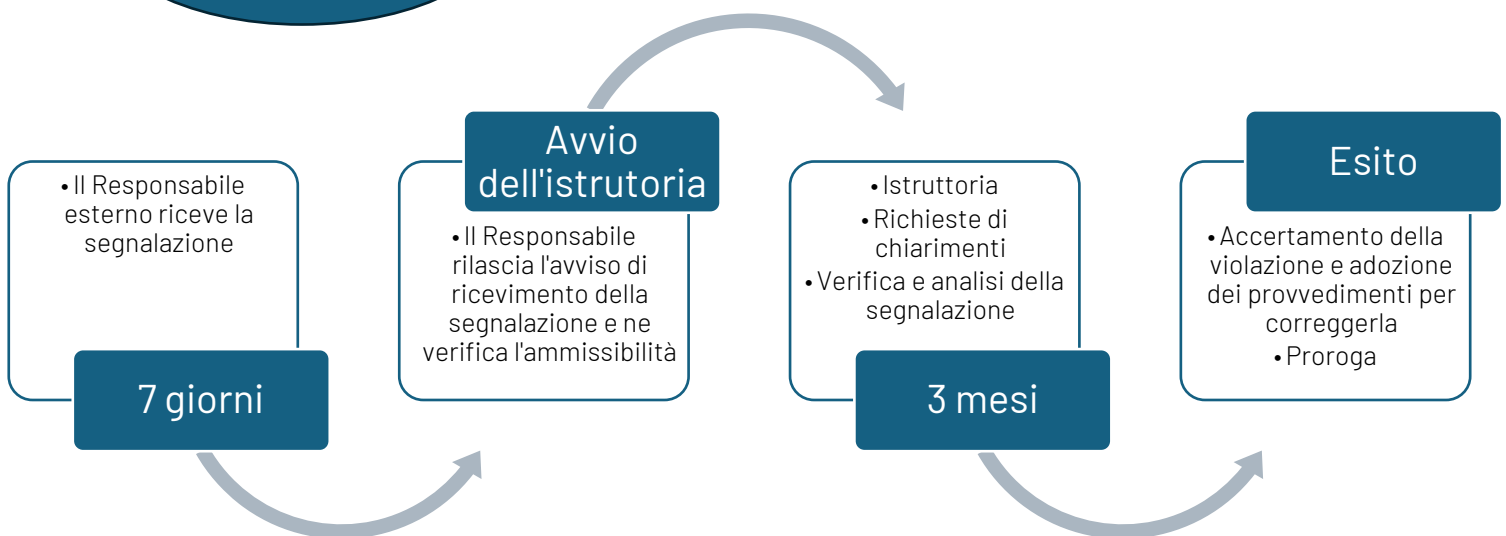 • Il Responsabile
esterno riceve la
segnalazione
7 giorni
Avvio
dell'istrutoria
• Il Responsabile
rilascia l'avviso di
ricevimento della
segnalazione e ne
verifica l'ammissibilità
• Istruttoria
• Richieste di
chiarimenti
• Verifica e analisi della
segnalazione
3 mesi
Esito
• Accertamento della
violazione e adozione
dei provvedimenti per
correggerla
• Proroga